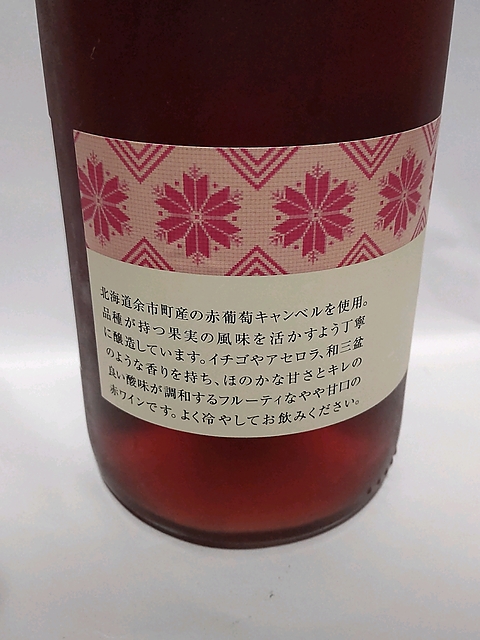 北海道余市町産の赤葡萄キャンベルを使用。
品種が持つ果実の風味を活かすよう丁寧
に醸造しています。イチゴやアセロラ、和三盆
のような香りを持ち、ほのかな甘さとキレの
良い酸味が調和するフルーティなやや甘口の
赤ワインです。よく冷やしてお飲みください。